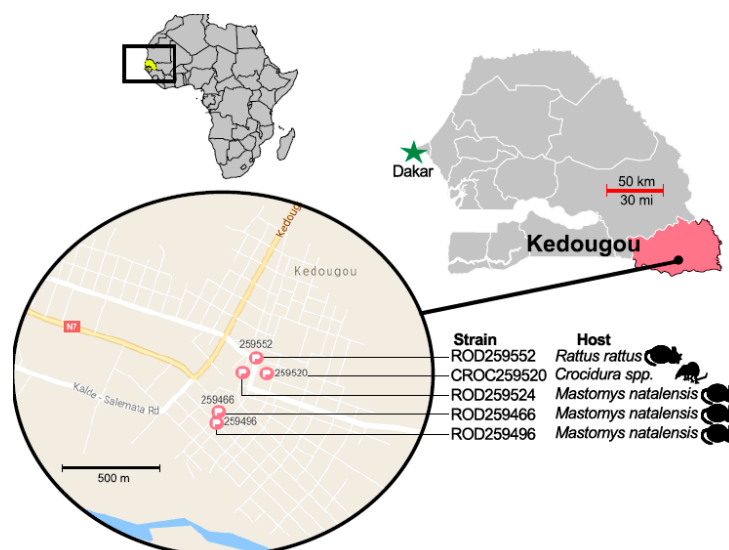 Dakar
50 km
30 mi
Kedougou
Kedoug
Kedougou
N7
Kalde - Salemata Rd
259552
259520
259466
259496
500 m
Strain Host
ROD259552 Rattus rattus
CROC259520 Crocidura spp.
ROD259524 Mastomys natalensis
ROD259466 Mastomys natalensis
ROD259496 Mastomys natalensis